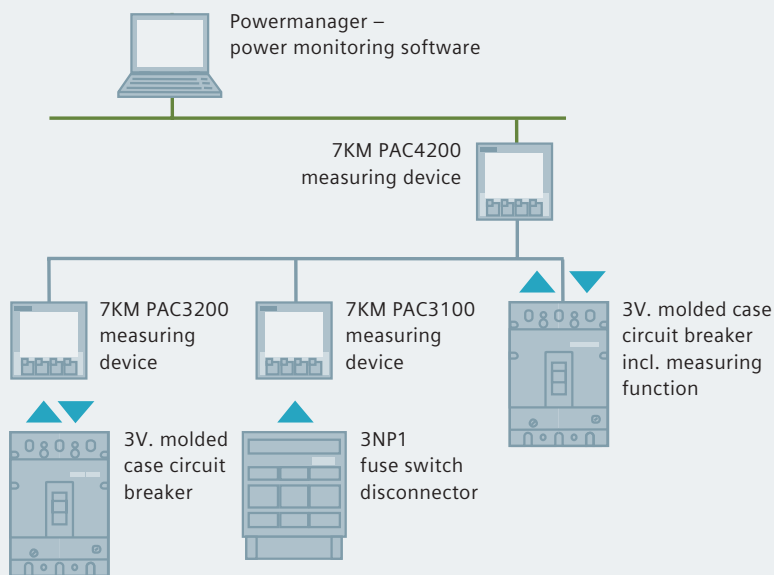 Powermanager –
power monitoring software
7KM PAC4200
measuring device
7KM PAC3200
measuring
device
7KM PAC3100
measuring
device
3V. molded case
circuit breaker
incl. measuring
function
3V. molded
case circuit
breaker
3NP1
fuse switch
disconnector